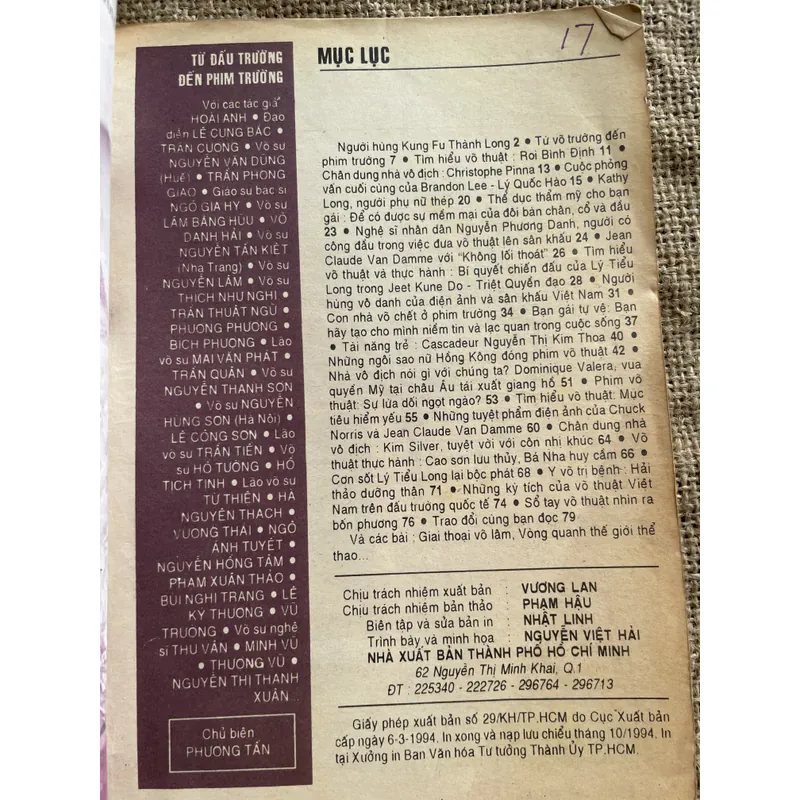 TỪ ĐẤU TRƯỜNG
ĐẾN PHIM TRƯỜNG
Với các tác giả
HOÀI ANH ● Đạo
diễn LÊ CUNG BẮC ●
TRẦN CƯƠNG ● Võ sư
NGUYỄN VĂN DŨNG
(Huế) ● TRẦN PHONG
GIAO ● Giáo sư bác sĩ
NGÔ GIA HY ● Võ sư
LÂM BẰNG HỮU ● VÕ
DANH HẢI ● Võ sư
NGUYỄN TẤN KIỆT
(Nha Trang) ● Võ sư
NGUYỄN LÂM ● Võ sư
THÍCH NHƯ NGHỊ ●
TRẦN THUẬT NGỮ ●
PHƯƠNG PHƯƠNG ●
BÍCH PHƯỢNG ● Lão
võ sư MAI VĂN PHÁT ●
TRẦN QUÂN ● Võ sư
NGUYỄN THANH SƠN
● Võ sư NGUYỄN
HÙNG SƠN (Hà Nội) ●
LÊ CÔNG SƠN ● Lão
võ sư TRẦN TIẾN ● Võ
sư HỒ TƯỜNG ● HỒ
TỊCH TỊNH ● Lão võ sư
TỪ THIỆN ● HÀ
NGUYÊN THẠCH ●
VƯƠNG THÁI ● NGÔ
ÁNH TUYẾT ●
NGUYỄN HỒNG TÂM ●
PHẠM XUÂN THẢO ●
BÙI NGHI TRANG ● LÊ
KÝ THƯƠNG ● VŨ
TRƯỜNG ● Võ sư nghệ
sĩ THU VÂN ● MINH VŨ
● THƯƠNG VŨ ●
NGUYỄN THỊ THANH
XUÂN...
Chủ biên
PHƯƠNG TẤN
MỤC LỤC
17
Người hùng Kung Fu Thành Long 2 ● Từ võ trường đến
phim trường 7 ● Tìm hiểu võ thuật : Roi Bình Định 11 ●
Chân dung nhà vô địch : Christophe Pinna 13 ● Cuộc phỏng
vấn cuối cùng của Brandon Lee - Lý Quốc Hào 15 ● Kathy
Long, người phụ nữ thép 20 ● Thể dục thẩm mỹ cho bạn
gái : Để có được sự mềm mại của đôi bàn chân, cổ và đầu
23 ● Nghệ sĩ nhân dân Nguyễn Phương Danh, người có
công đầu trong việc đưa võ thuật lên sân khấu 24 ● Jean
Claude Van Damme với "Không lối thoát" 26 ● Tìm hiểu
võ thuật và thực hành : Bí quyết chiến đấu của Lý Tiểu
Long trong Jeet Kune Do - Triệt Quyền đạo 28 ● Người
hùng vô danh của điện ảnh và sân khấu Việt Nam 31 ●
Con nhà võ chết ở phim trường 34 ● Bạn gái tự vệ: Bạn
hãy tạo cho mình niềm tin và lạc quan trong cuộc sống 37
● Tài năng trẻ : Cascadeur Nguyễn Thị Kim Thoa 40 ●
Những ngôi sao nữ Hồng Kông đóng phim võ thuật 42 ●
Nhà vô địch nói gì với chúng ta? Dominique Valera, vua
quyền Mỹ tại châu Âu tái xuất giang hồ 51 ● Phim võ
thuật: Sự lừa dối ngọt ngào? 53 ● Tìm hiểu võ thuật: Mục
tiêu hiểm yếu 55 ● Những tuyệt phẩm điện ảnh của Chuck
Norris và Jean Claude Van Damme 60 ● Chân dung nhà
vô địch : Kim Silver, tuyệt vời với côn nhị khúc 64 ● Võ
thuật thực hành : Cao sơn lưu thủy, Bá Nha huy cầm 66 ●
Cơn sốt Lý Tiểu Long lại bộc phát 68 ● Y võ trị bệnh : Hải
thảo dưỡng thân 71 ● Những kỳ tích của võ thuật Việt
Nam trên đấu trường quốc tế 74 ● Sổ tay võ thuật nhìn ra
bốn phương 76 ● Trao đổi cùng bạn đọc 79
Và các bài : Giai thoại võ lâm, Vòng quanh thế giới thể
thao...
Chịu trách nhiệm xuất bản : VƯƠNG LAN
Chịu trách nhiệm bản thảo : PHẠM HẬU
Biên tập và sửa bản in : NHẬT LINH
Trình bày và minh họa : NGUYỄN VIỆT HẢI
NHÀ XUẤT BẢN THÀNH PHỐ HỒ CHÍ MINH
62 Nguyễn Thị Minh Khai, Q.1
ĐT : 225340 - 222726 - 296764 - 296713
Giấy phép xuất bản số 29/KH/TP.HCM do Cục Xuất bản
cấp ngày 6-3-1994. In xong và nạp lưu chiểu tháng 10/1994. In
tại Xưởng in Ban Văn hóa Tư tưởng Thành Ủy TP.HCM.